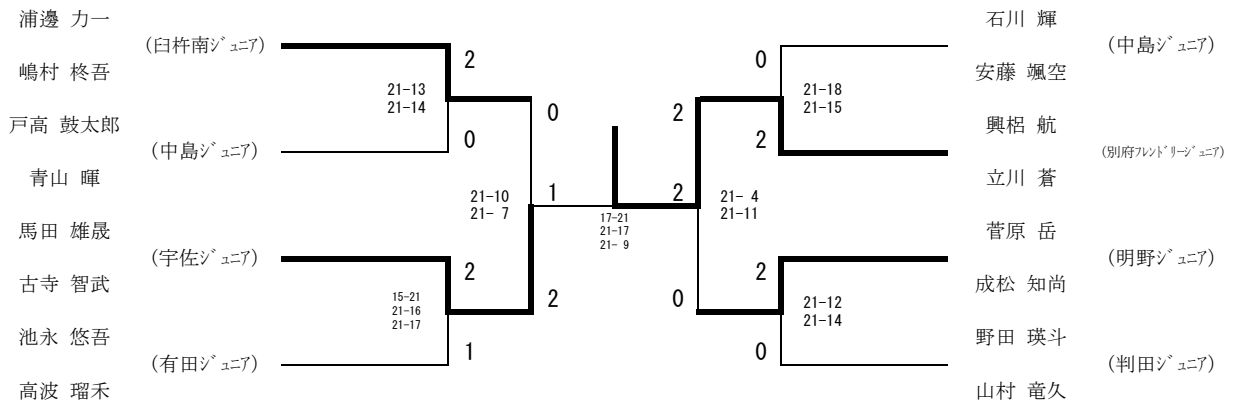 浦邊 力一
(臼杵南ｼﾞｭﾆｱ)
嶋村 柊吾
戸高 鼓太郎
(中島ｼﾞｭﾆｱ)
青山 暉
馬田 雄晟
(宇佐ｼﾞｭﾆｱ)
古寺 智武
池永 悠吾
(有田ｼﾞｭﾆｱ)
高波 瑠禾
2
21-13
21-14
0
0
21-10
21- 7
1
2
15-21
21-16
21-17
2
1
17-21
21-17
21- 9
2
2
21- 4
21-11
0
0
21-18
21-15
2
2
21-12
21-14
0
石川 輝
(中島ｼﾞｭﾆｱ)
安藤 颯空
興梠 航
(別府ﾌﾚﾝﾄﾞﾘｰｼﾞｭﾆｱ)
立川 蒼
菅原 岳
(明野ｼﾞｭﾆｱ)
成松 知尚
野田 瑛斗
(判田ｼﾞｭﾆｱ)
山村 竜久